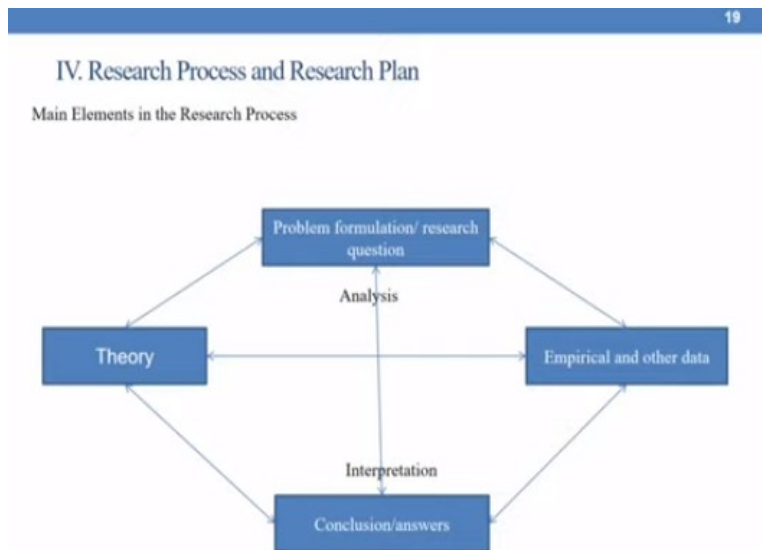 19
IV. Research Process and Research Plan
Main Elements in the Research Process
Problem formulation/ research
question
Analysis
Theory
Empirical and other data
Interpretation
Conclusion/answers